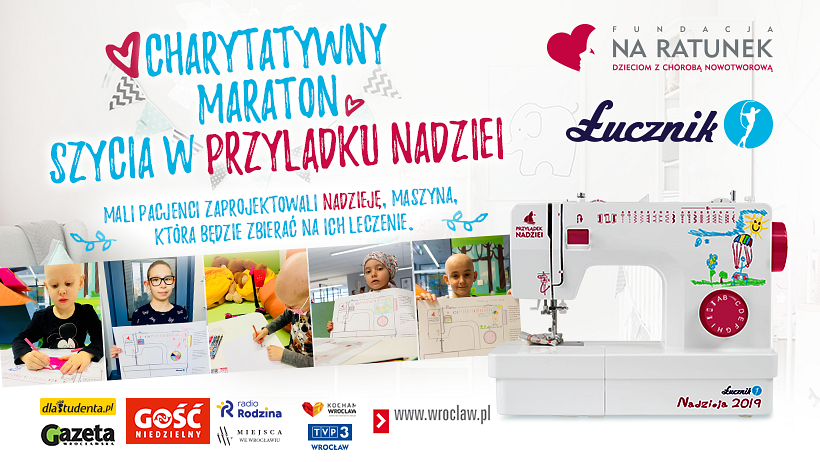 CHARYTATYWNY
MARATON
SZYCIA W PRZYLĄDKU NADZIEI
MALI PACJENCI ZAPROJEKTOWALI NADZIEJĘ, MASZYNA,
KTÓRA BĘDZIE ZBIERAĆ NA ICH LECZENIE.
FUNDACJA
NA RATUNEK
DZIECIOM Z CHOROBĄ NOWOTWOROWĄ
Łucznik
PRZYLĄDEK
NADZIEI
ABCDEFGHI
Łucznik
Nadzieja 2019
dlaStudenta.pl
Gazeta
WROCŁAWSKA
GOŚĆ
NIEDZIELNY
radio
Rodzina
MIEJSCA
WE WROCŁAWIU
KOCHAM
WROCŁAW
TVP3
WROCŁAW
www.wroclaw.pl